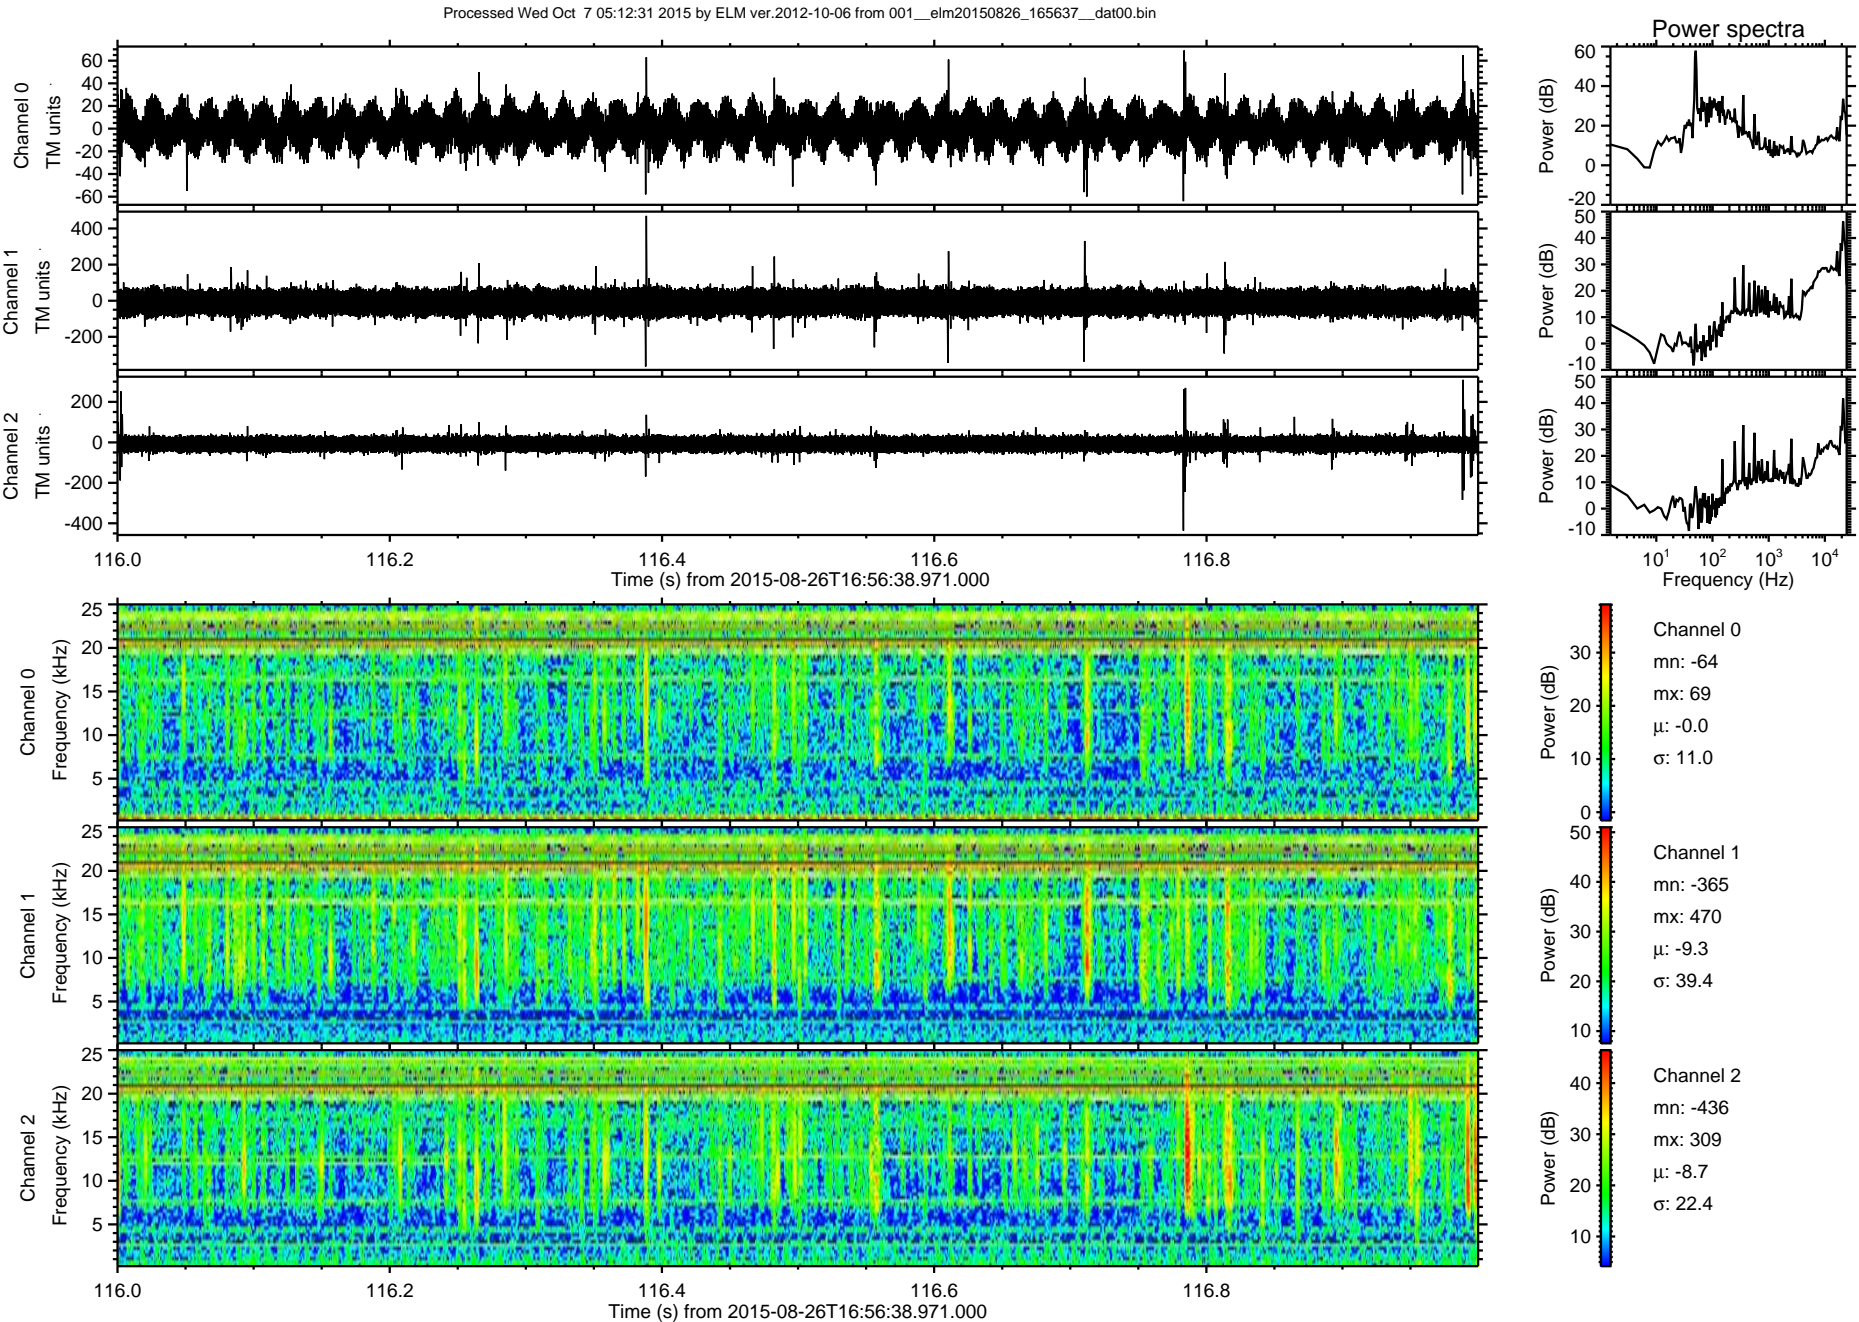 Processed Wed Oct  7 05:12:31 2015 by ELM ver.2012-10-06 from 001__elm20150826_165637__dat00.bin
Power spectra
Channel 0
TM units
60
40
20
0
-20
-40
-60
Power (dB)
60
40
20
0
-20
Channel 1
TM units
400
200
0
-200
Power (dB)
50
40
30
20
10
0
-10
Channel 2
TM units
200
0
-200
-400
Power (dB)
50
40
30
20
10
0
-10
116.0 116.2 116.4 116.6 116.8
Time (s) from 2015-08-26T16:56:38.971.000
10^1 10^2 10^3 10^4
Frequency (Hz)
Channel 0
Frequency (kHz)
25
20
15
10
5
Power (dB)
30
20
10
0
Channel 0
mn: -64
mx: 69
μ: -0.0
σ: 11.0
Channel 1
Frequency (kHz)
25
20
15
10
5
Power (dB)
50
40
30
20
10
Channel 1
mn: -365
mx: 470
μ: -9.3
σ: 39.4
Channel 2
Frequency (kHz)
25
20
15
10
5
Power (dB)
40
30
20
10
Channel 2
mn: -436
mx: 309
μ: -8.7
σ: 22.4
116.0 116.2 116.4 116.6 116.8
Time (s) from 2015-08-26T16:56:38.971.000